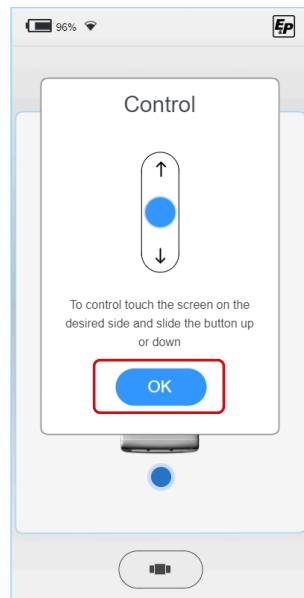 96%
EP
Control
To control touch the screen on the
desired side and slide the button up
or down
OK